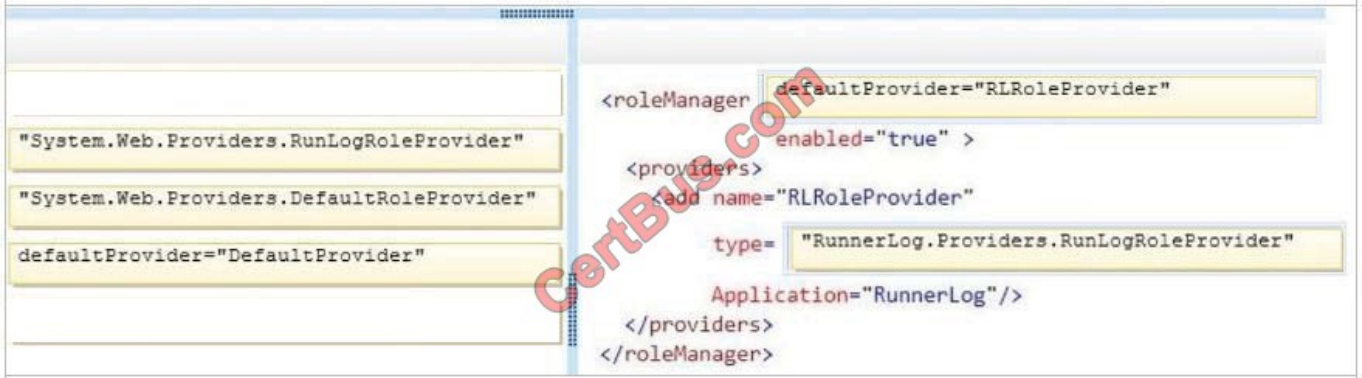 "System.Web.Providers.RunLogRoleProvider"
"System.Web.Providers.DefaultRoleProvider"
defaultProvider="DefaultProvider"
<roleManager defaultProvider="RLRoleProvider"
enabled="true" >
<providers>
<add name="RLRoleProvider"
type= "RunnerLog.Providers.RunLogRoleProvider"
Application="RunnerLog"/>
</providers>
</roleManager>
CertBus.com